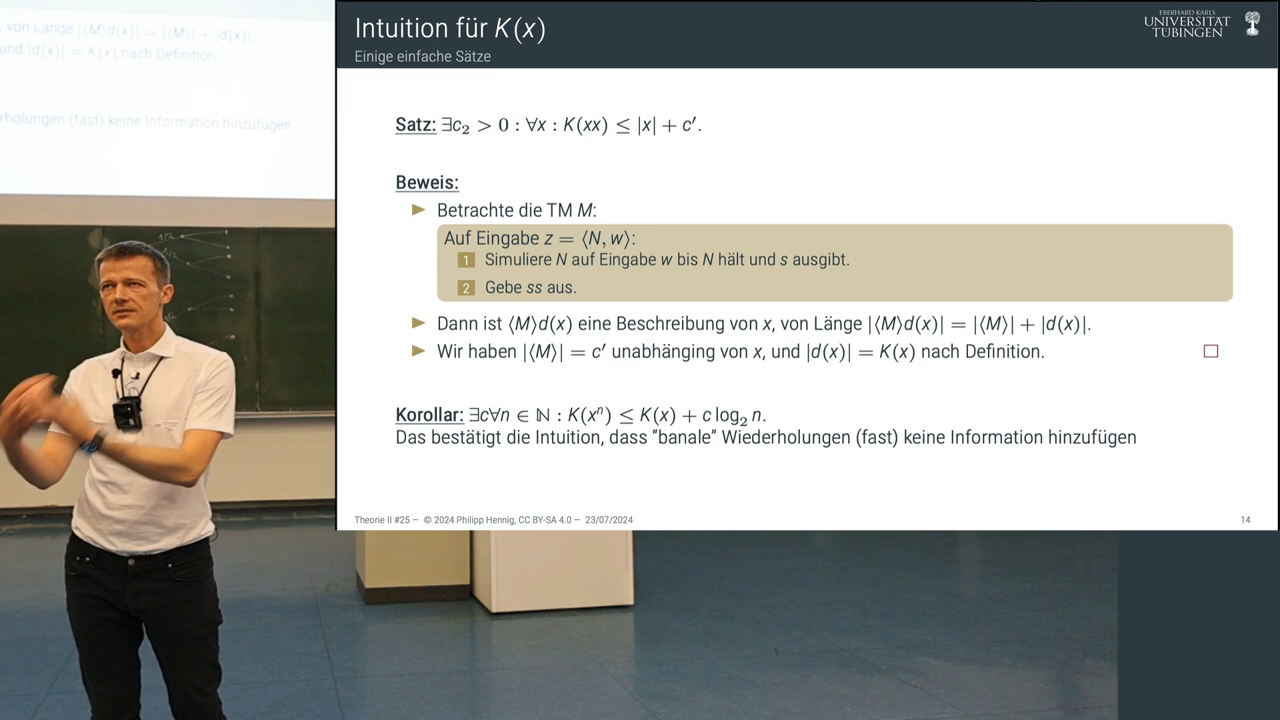 von Länge |⟨M⟩d(x)| = |⟨M⟩| + |d(x)|.
und |d(x)| = K(x) nach Definition.
(fast) keine Information hinzufügen
Intuition für K(x)
Einige einfache Sätze
EBERHARD KARLS
UNIVERSITÄT
TÜBINGEN
Satz: ∃c₂ > 0 : ∀x : K(xx) ≤ |x| + c′.
Beweis:
Betrachte die TM M:
Auf Eingabe z = ⟨N, w⟩:
1 Simuliere N auf Eingabe w bis N hält und s ausgibt.
2 Gebe ss aus.
Dann ist ⟨M⟩d(x) eine Beschreibung von x, von Länge |⟨M⟩d(x)| = |⟨M⟩| + |d(x)|.
Wir haben |⟨M⟩| = c′ unabhänging von x, und |d(x)| = K(x) nach Definition.
Korollar: ∃c∀n ∈ ℕ : K(xⁿ) ≤ K(x) + c log₂ n.
Das bestätigt die Intuition, dass “banale” Wiederholungen (fast) keine Information hinzufügen
Theorie II #25 — © 2024 Philipp Hennig, CC BY-SA 4.0 — 23/07/2024
14